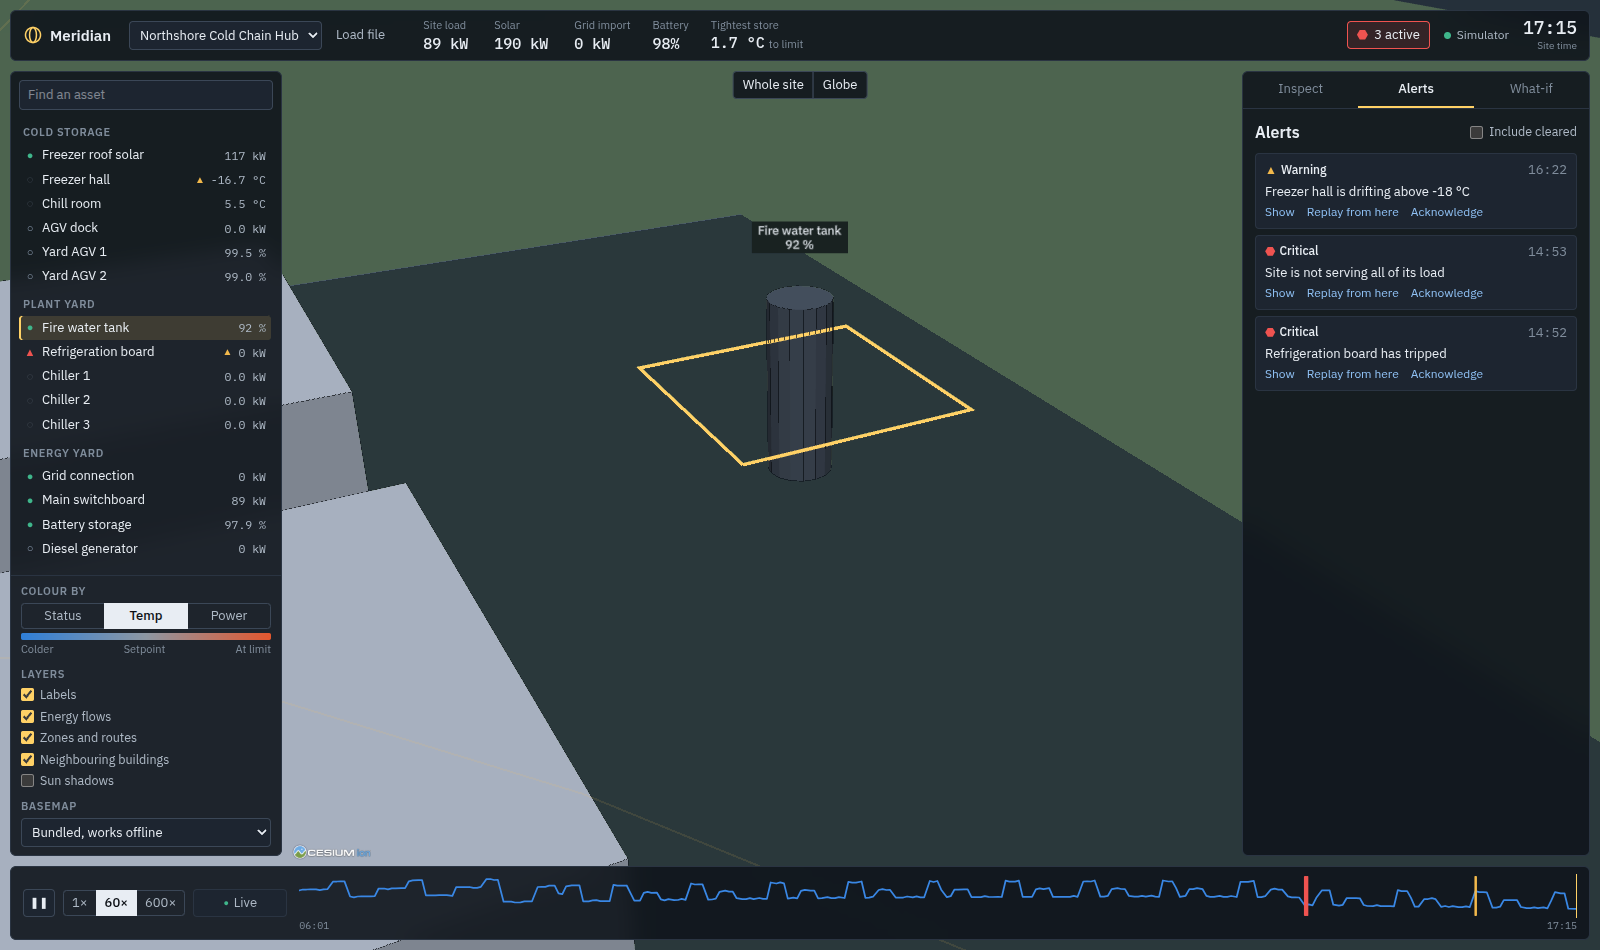 Meridian
Northshore Cold Chain Hub
Load file
Site load
89 kW
Solar
190 kW
Grid import
0 kW
Battery
98%
Tightest store
1.7 °C to limit
3 active
Simulator
17:15
Site time
Find an asset
COLD STORAGE
Freezer roof solar 117 kW
Freezer hall -16.7 °C
Chill room 5.5 °C
AGV dock 0.0 kW
Yard AGV 1 99.5 %
Yard AGV 2 99.0 %
PLANT YARD
Fire water tank 92 %
Refrigeration board 0 kW
Chiller 1 0.0 kW
Chiller 2 0.0 kW
Chiller 3 0.0 kW
ENERGY YARD
Grid connection 0 kW
Main switchboard 89 kW
Battery storage 97.9 %
Diesel generator 0 kW
COLOUR BY
Status Temp Power
Colder Setpoint At limit
LAYERS
Labels
Energy flows
Zones and routes
Neighbouring buildings
Sun shadows
BASEMAP
Bundled, works offline
Whole site Globe
Fire water tank
92 %
CESIUM ion
Inspect Alerts What-if
Alerts Include cleared
Warning 16:22
Freezer hall is drifting above -18 °C
Show Replay from here Acknowledge
Critical 14:53
Site is not serving all of its load
Show Replay from here Acknowledge
Critical 14:52
Refrigeration board has tripped
Show Replay from here Acknowledge
1× 60× 600× Live
06:01 17:15